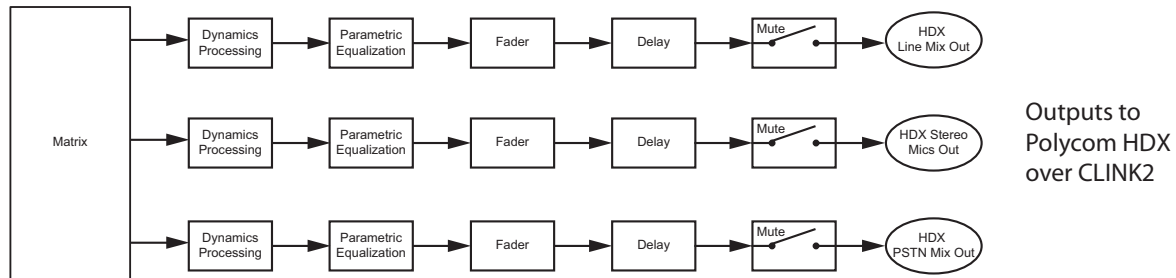 Dynamics
Processing
Parametric
Equalization
Fader
Delay
Mute
HDX
Line Mix Out
Matrix
Dynamics
Processing
Parametric
Equalization
Fader
Delay
Mute
HDX Stereo
Mics Out
Outputs to
Polycom HDX
over CLINK2
Dynamics
Processing
Parametric
Equalization
Fader
Delay
Mute
HDX
PSTN Mix Out